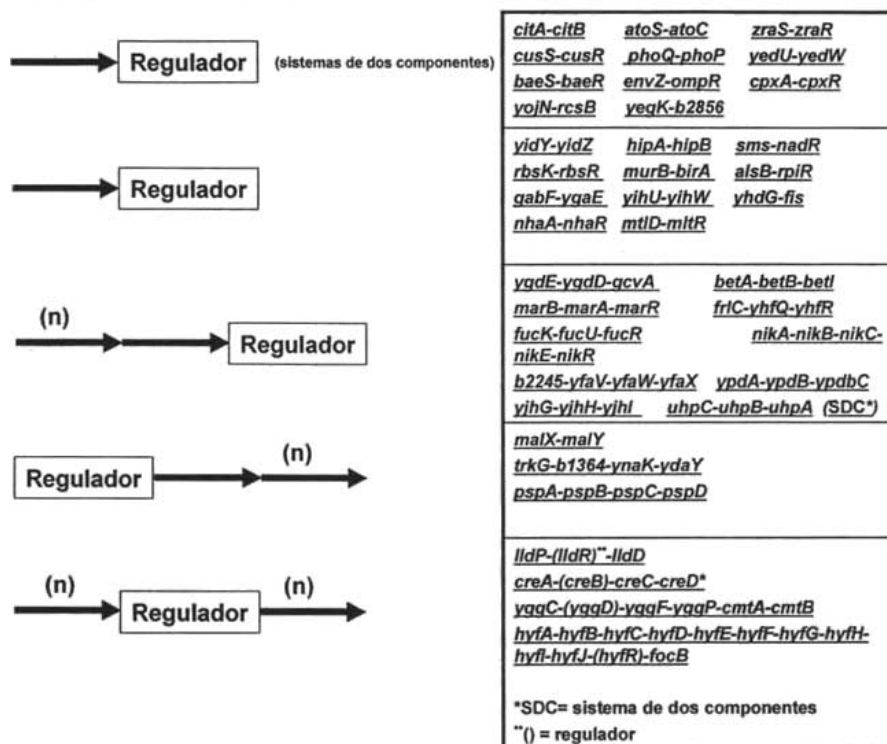 citA-citB atoS-atoC zraS-zraR
Regulador (sistemas de dos componentes)
cusS-cusR phoQ-phoP yedU-yedW
baeS-baeR envZ-ompR cpxA-cpxR
yojN-rcsB yegK-b2856
yidY-yidZ hipA-hipB sms-nadR
Regulador
rbsK-rbsR murB-birA alsB-rpiR
gabF-ygaE yihU-yihW yhdG-fis
nhaA-nhaR mtlD-mltR
ygdE-ygdD-gcvA betA-betB-betI
(n)
marB-marA-marR frlC-yhfQ-yhfR
Regulador
fucK-fucU-fucR nikA-nikB-nikC-
nikE-nikR
b2245-yfaV-yfaW-yfaX ypdA-ypdB-ypdbC
yjhG-yjhH-yjhI uhpC-uhpB-uhpA (SDC*)
malX-malY
(n)
Regulador
trkG-b1364-ynaK-ydaY
pspA-pspB-pspC-pspD
lldP-(lldR)**-lldD
(n) (n)
Regulador
creA-(creB)-creC-creD*
yggC-(yggD)-yggF-yggP-cmtA-cmtB
hyfA-hyfB-hyfC-hyfD-hyfE-hyfF-hyfG-hyfH-
hyfI-hyfJ-(hyfR)-focB
*SDC= sistema de dos componentes
**() = regulador